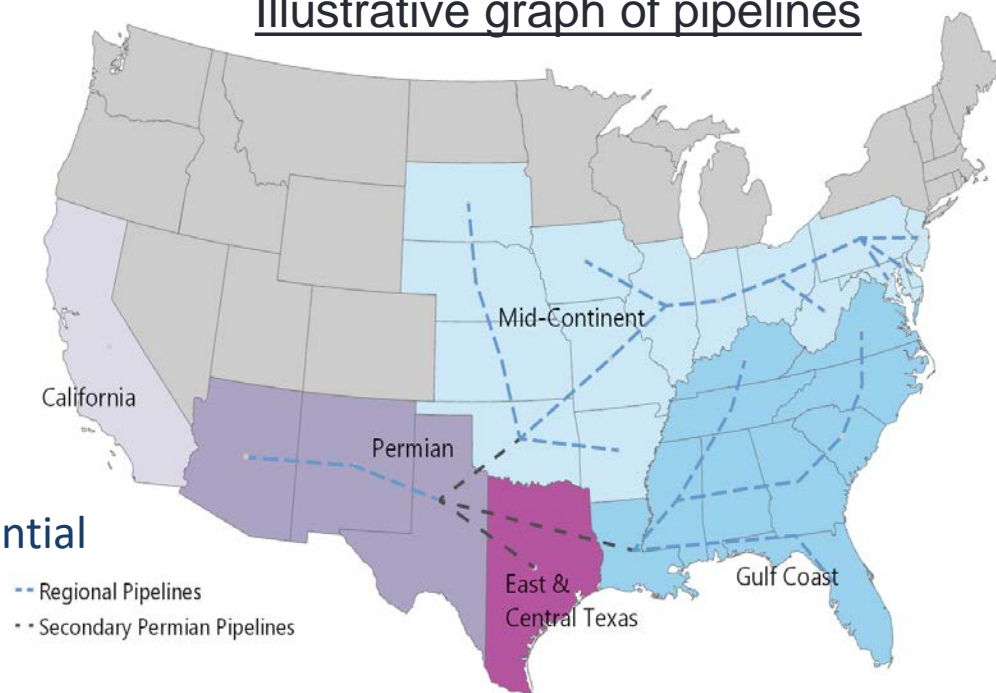 Illustrative graph of pipelines
Mid-Continent
California
Permian
East &
Central Texas
Gulf Coast
ntial
Regional Pipelines
Secondary Permian Pipelines